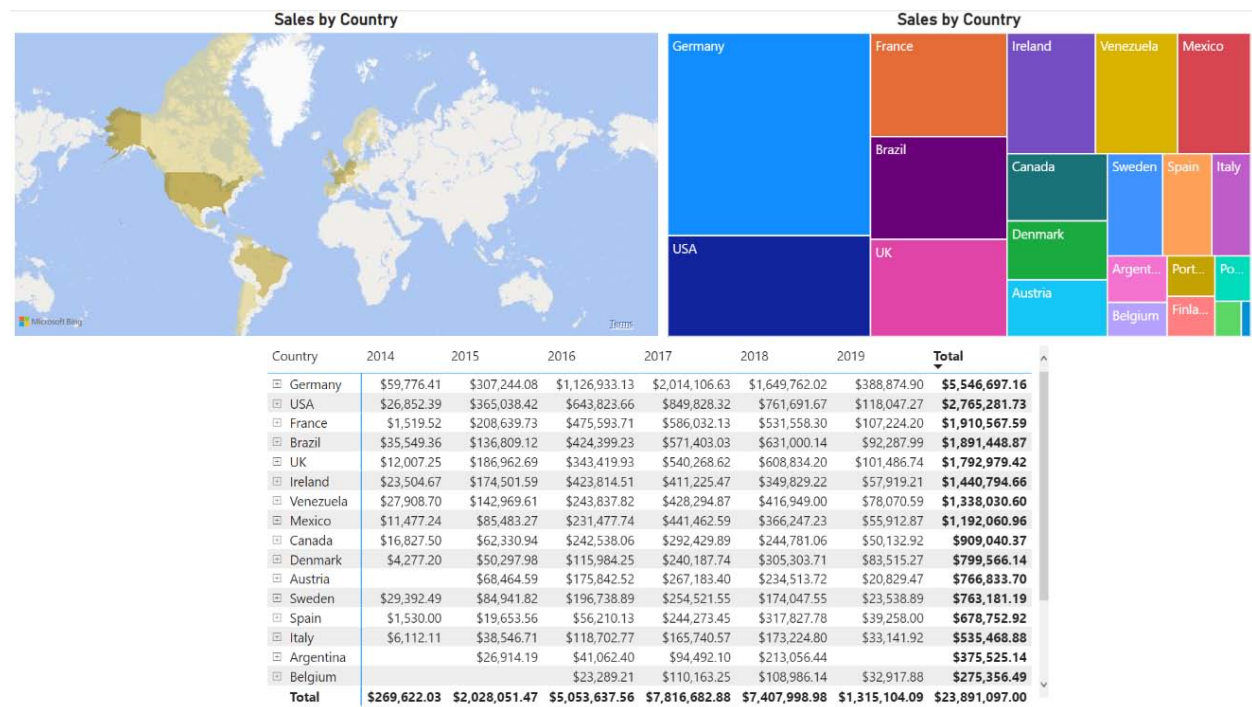 Sales by Country
Microsoft Bing
Terms
Sales by Country
Germany
France
Ireland
Venezuela
Mexico
Brazil
Canada
Sweden
Spain
Italy
USA
UK
Denmark
Argent...
Port...
Po...
Austria
Belgium
Finla...
Country 2014 2015 2016 2017 2018 2019 Total
Germany $59,776.41 $307,244.08 $1,126,933.13 $2,014,106.63 $1,649,762.02 $388,874.90 $5,546,697.16
USA $26,852.39 $365,038.42 $643,823.66 $849,828.32 $761,691.67 $118,047.27 $2,765,281.73
France $1,519.52 $208,639.73 $475,593.71 $586,032.13 $531,558.30 $107,224.20 $1,910,567.59
Brazil $35,549.36 $136,809.12 $424,399.23 $571,403.03 $631,000.14 $92,287.99 $1,891,448.87
UK $12,007.25 $186,962.69 $343,419.93 $540,268.62 $608,834.20 $101,486.74 $1,792,979.42
Ireland $23,504.67 $174,501.59 $423,814.51 $411,225.47 $349,829.22 $57,919.21 $1,440,794.66
Venezuela $27,908.70 $142,969.61 $243,837.82 $428,294.87 $416,949.00 $78,070.59 $1,338,030.60
Mexico $11,477.24 $85,483.27 $231,477.74 $441,462.59 $366,247.23 $55,912.87 $1,192,060.96
Canada $16,827.50 $62,330.94 $242,538.06 $292,429.89 $244,781.06 $50,132.92 $909,040.37
Denmark $4,277.20 $50,297.98 $115,984.25 $240,187.74 $305,303.71 $83,515.27 $799,566.14
Austria $68,464.59 $175,842.52 $267,183.40 $234,513.72 $20,829.47 $766,833.70
Sweden $29,392.49 $84,941.82 $196,738.89 $254,521.55 $174,047.55 $23,538.89 $763,181.19
Spain $1,530.00 $19,653.56 $56,210.13 $244,273.45 $317,827.78 $39,258.00 $678,752.92
Italy $6,112.11 $38,546.71 $118,702.77 $165,740.57 $173,224.80 $33,141.92 $535,468.88
Argentina $26,914.19 $41,062.40 $94,492.10 $213,056.44 $375,525.14
Belgium $23,289.21 $110,163.25 $108,986.14 $32,917.88 $275,356.49
Total $269,622.03 $2,028,051.47 $5,053,637.56 $7,816,682.88 $7,407,998.98 $1,315,104.09 $23,891,097.00